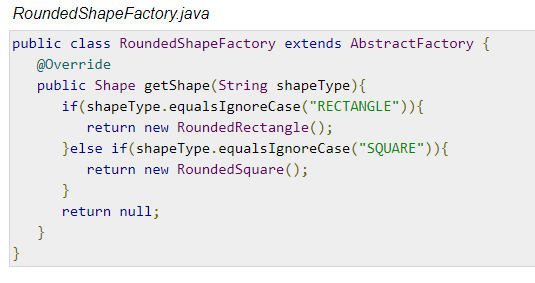 RoundedShapeFactory.java
public class RoundedShapeFactory extends AbstractFactory {
   @Override
   public Shape getShape(String shapeType){
      if(shapeType.equalsIgnoreCase("RECTANGLE")){
         return new RoundedRectangle();
      }else if(shapeType.equalsIgnoreCase("SQUARE")){
         return new RoundedSquare();
      }
      return null;
   }
}